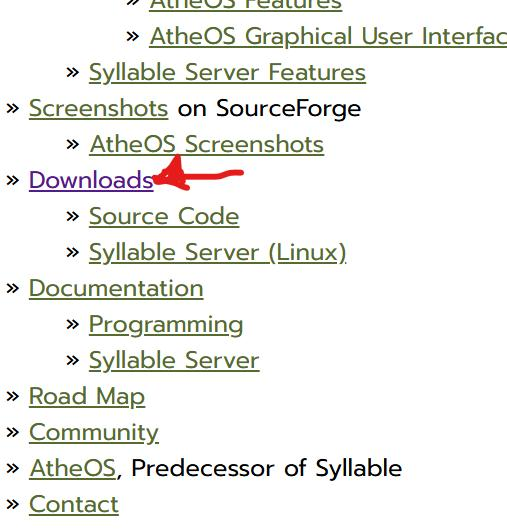 » AtheOS Features
» AtheOS Graphical User Interfac
» Syllable Server Features
» Screenshots on SourceForge
» AtheOS Screenshots
» Downloads
» Source Code
» Syllable Server (Linux)
» Documentation
» Programming
» Syllable Server
» Road Map
» Community
» AtheOS, Predecessor of Syllable
» Contact